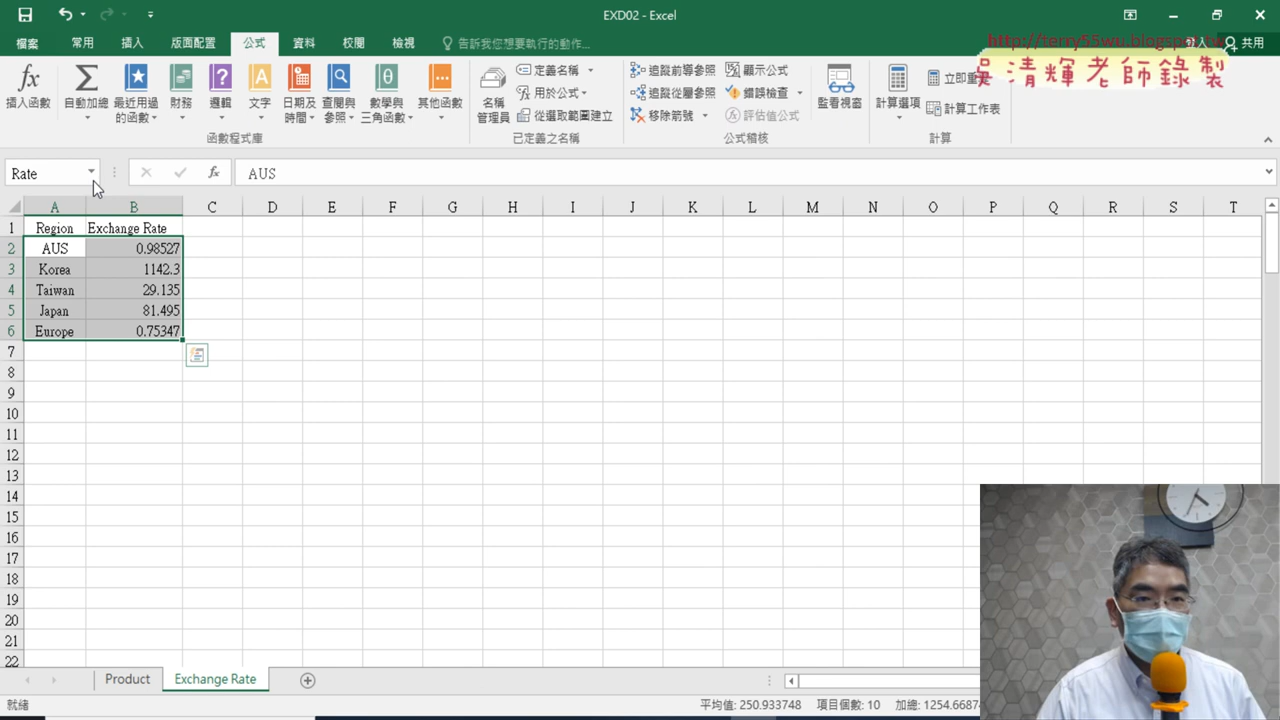 EXD02 - Excel
檔案 常用 插入 版面配置 公式 資料 校閱 檢視 告訴我您想要執行的動作... 共用
http://terry55wu.blogspot.tw
吳清輝老師錄製
插入函數 自動加總 最近用過的函數 財務 邏輯 文字 日期及時間 查閱與參照 數學與三角函數 其他函數
函數程式庫
名稱管理員 定義名稱 用於公式 從選取範圍建立
已定義之名稱
追蹤前導參照 顯示公式
追蹤從屬參照 錯誤檢查
移除箭號 評估值公式
監看視窗
公式稽核
計算選項 立即重
計算工作表
計算
Rate fx AUS
A B C D E F G H I J K L M N O P Q R S T
1 Region Exchange Rate
2 AUS 0.98527
3 Korea 1142.3
4 Taiwan 29.135
5 Japan 81.495
6 Europe 0.75347
7
8
9
10
11
12
13
14
15
16
17
18
19
20
21
22
Product Exchange Rate
就緒 平均值: 250.933748 項目個數: 10 加總: 1254.6687